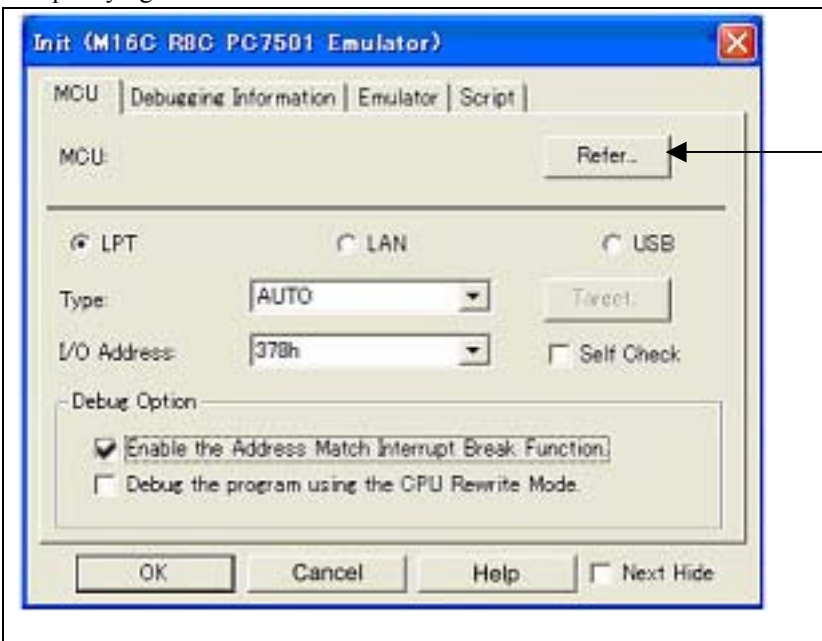 Init (M16C R8C PC7501 Emulator)
MCU Debugging Information Emulator Script
MCU: Refer...
LPT LAN USB
Type: AUTO Target.
I/O Address: 378h Self Check
Debug Option
Enable the Address Match Interrupt Break Function.
Debug the program using the CPU Rewrite Mode.
OK Cancel Help Next Hide